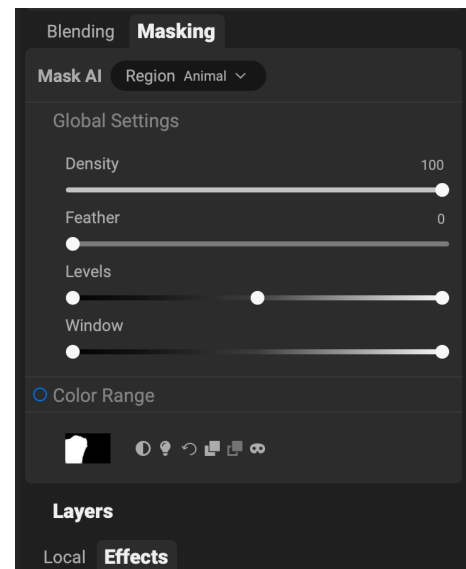 Blending Masking
Mask AI Region Animal
Global Settings
Density 100
Feather 0
Levels
Window
Color Range
Layers
Local Effects